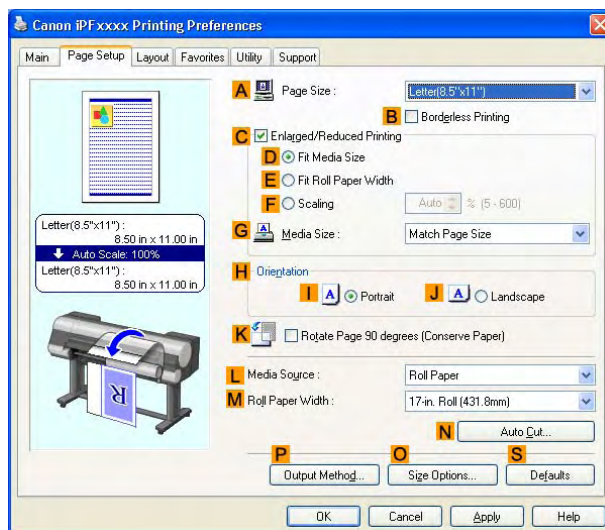 Canon iPFxxxx Printing Preferences
Main Page Setup Layout Favorites Utility Support
A Page Size : Letter(8.5"x11")
B Borderless Printing
C Enlarged/Reduced Printing
D Fit Media Size
E Fit Roll Paper Width
F Scaling Auto % (5 - 600)
G Media Size : Match Page Size
Letter(8.5"x11") :
8.50 in x 11.00 in
Auto Scale: 100%
Letter(8.5"x11") :
8.50 in x 11.00 in
H Orientation
I A Portrait J A Landscape
K Rotate Page 90 degrees (Conserve Paper)
R
L Media Source : Roll Paper
M Roll Paper Width : 17-in. Roll (431.8mm)
N Auto Cut...
P O S
Output Method... Size Options... Defaults
OK Cancel Apply Help